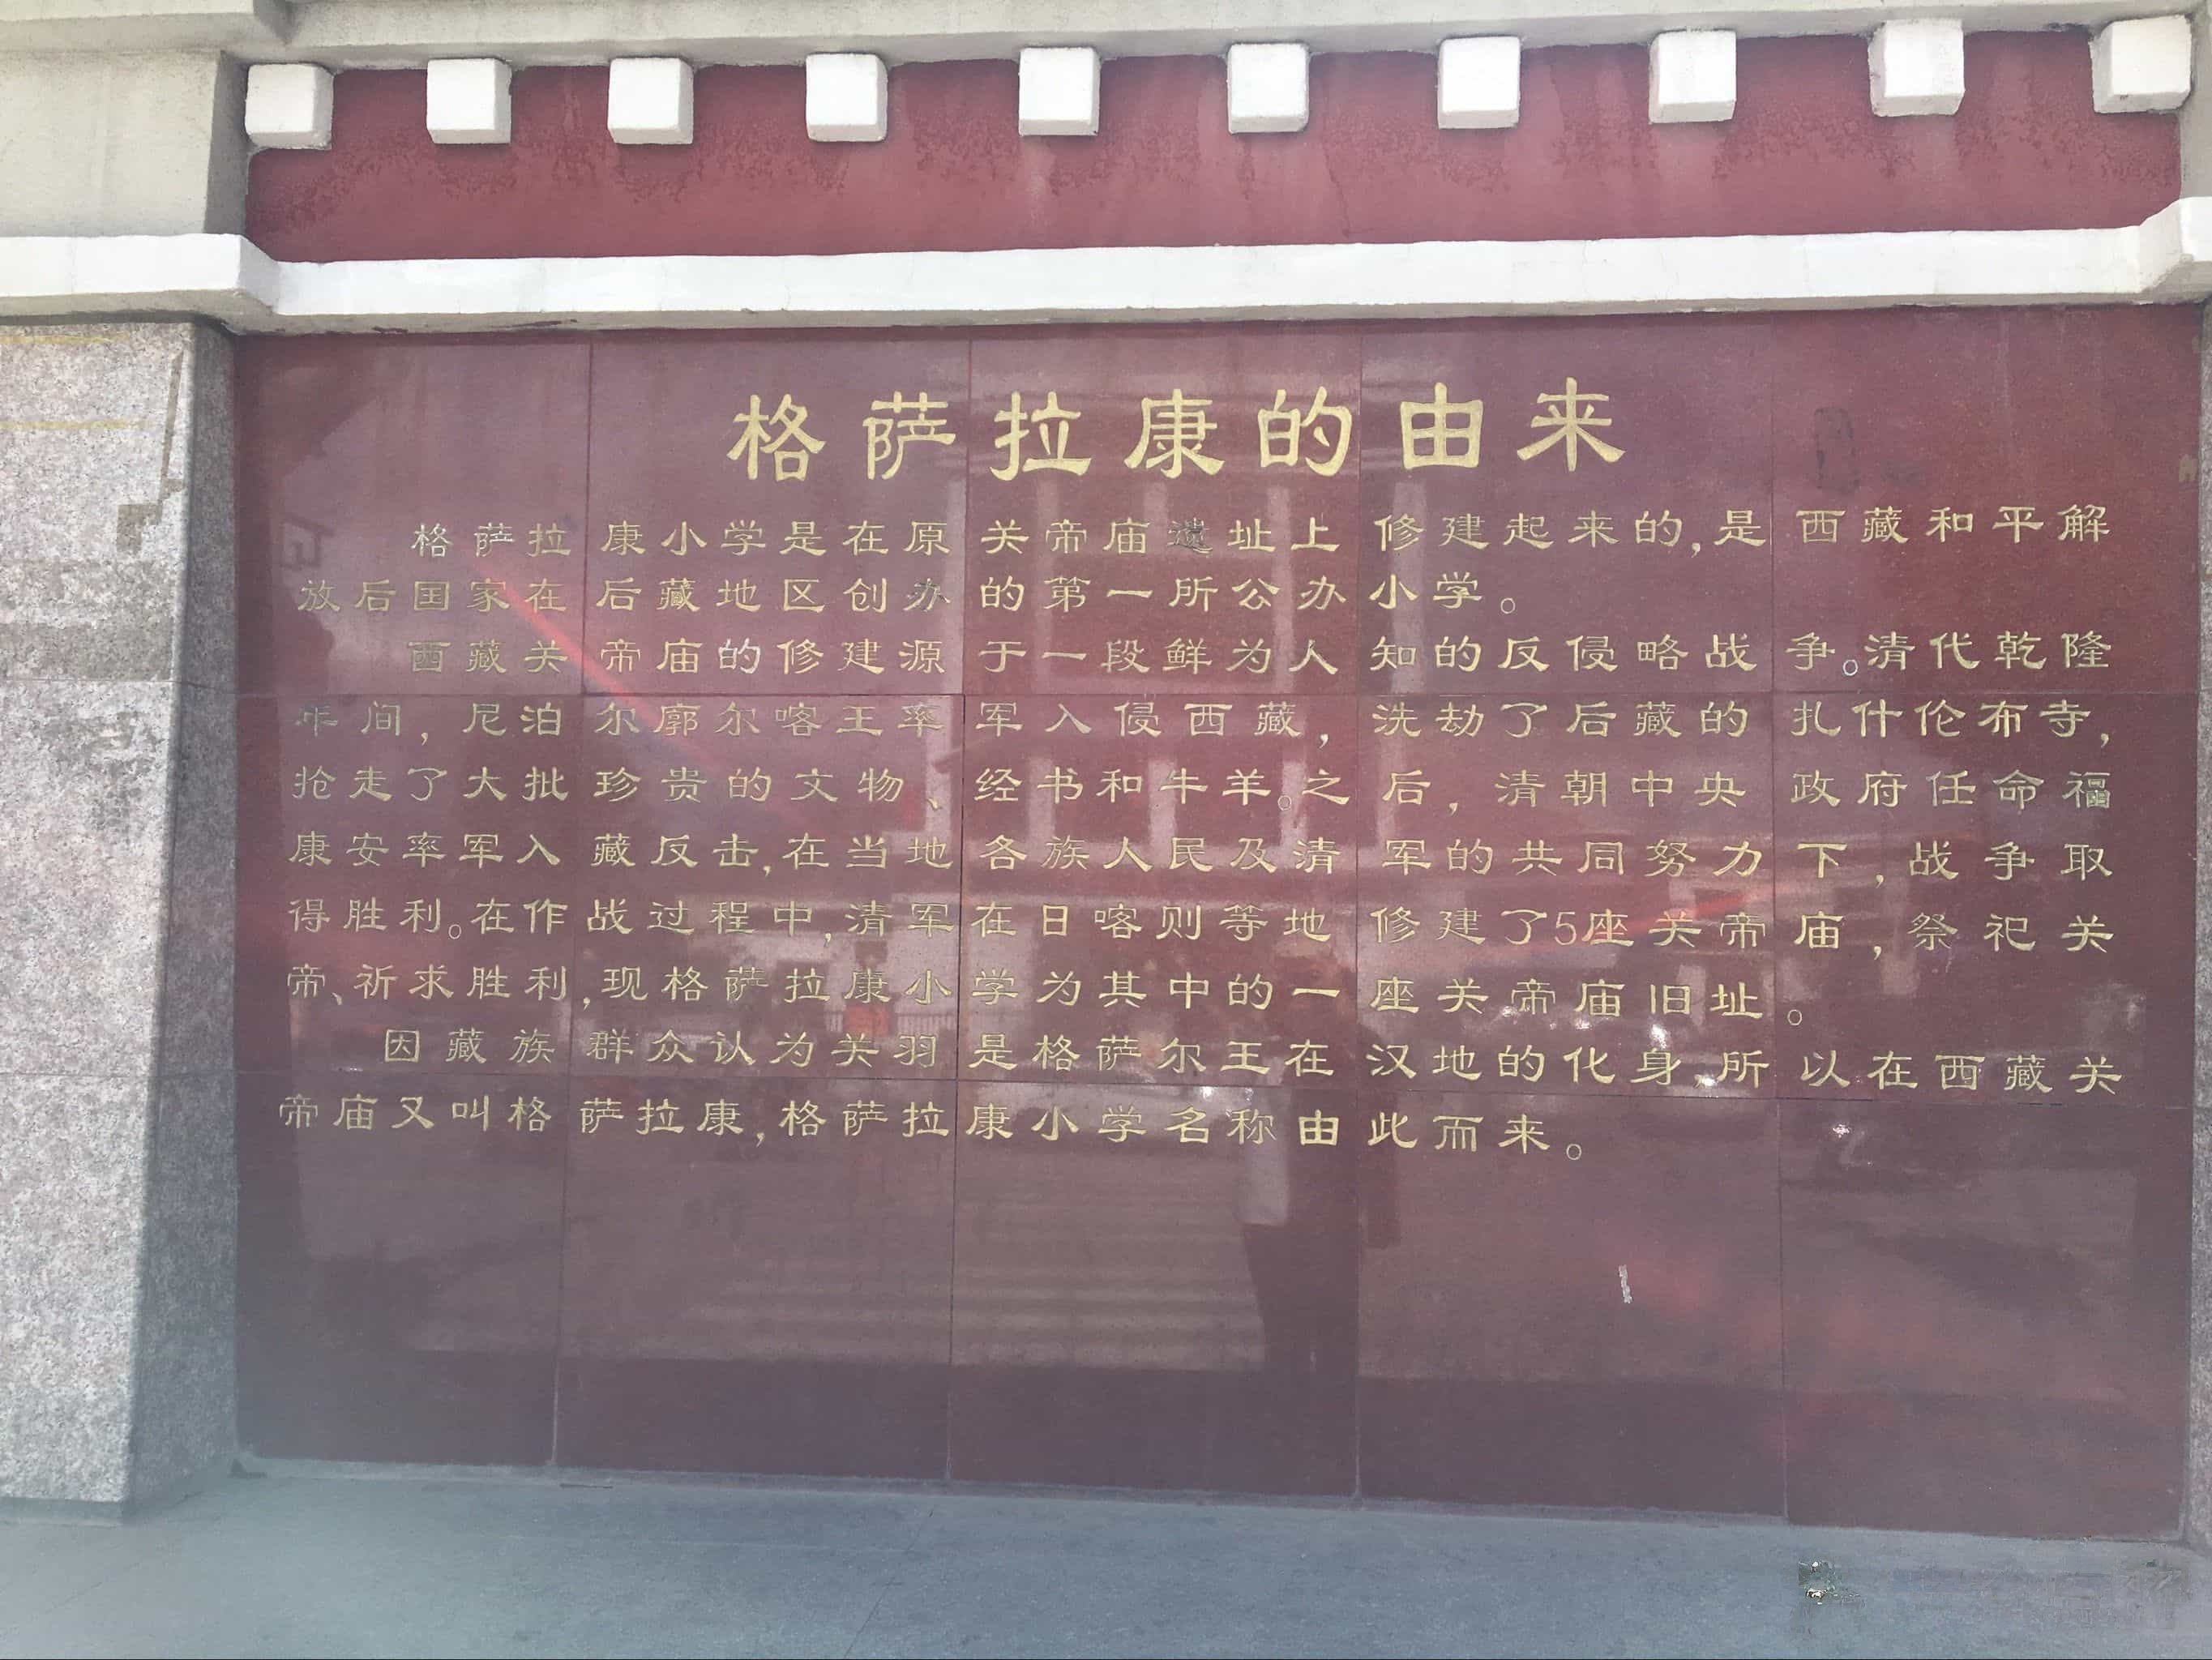 格萨拉康的由来
格萨拉康小学是在原关帝庙遗址上修建起来的,是西藏和平解
放后国家在后藏地区创办的第一所公办小学。
西藏关帝庙的修建源于一段鲜为人知的反侵略战争。清代乾隆
年间,尼泊尔廓尔喀王率军入侵西藏,洗劫了后藏的扎什伦布寺,
抢走了大批珍贵的文物、经书和牛羊。之后,清朝中央政府任命福
康安率军入藏反击,在当地各族人民及清军的共同努力下,战争取
得胜利。在作战过程中,清军在日喀则等地修建了5座关帝庙,祭祀关
帝、祈求胜利,现格萨拉康小学为其中的一座关帝庙旧址。
因藏族群众认为关羽是格萨尔王在汉地的化身,所以在西藏关
帝庙又叫格萨拉康,格萨拉康小学名称由此而来。